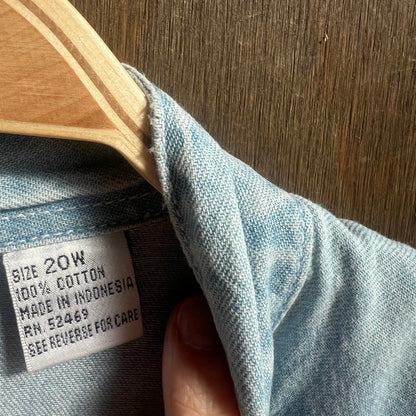 SIZE 20W
100% COTTON
MADE IN INDONESIA
RN. 52469
SEE REVERSE FOR CARE